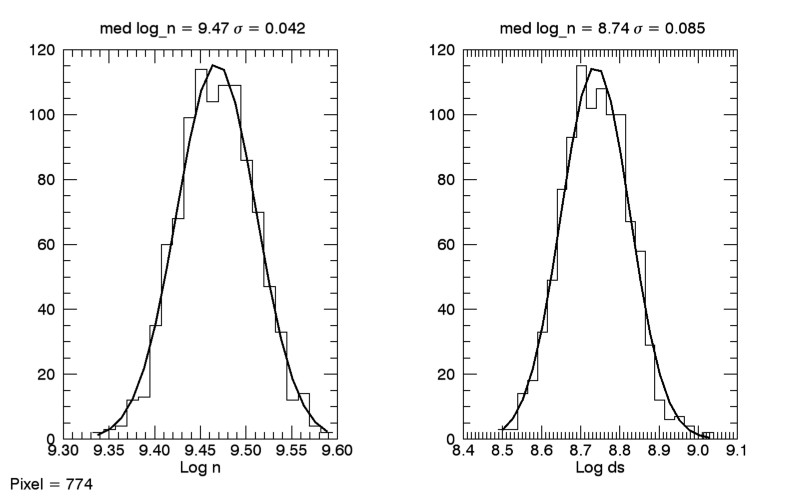 med log_n = 9.47 σ = 0.042
med log_n = 8.74 σ = 0.085
120
100
80
60
40
20
0
9.30 9.35 9.40 9.45 9.50 9.55 9.60
Log n
120
100
80
60
40
20
0
8.4 8.5 8.6 8.7 8.8 8.9 9.0 9.1
Log ds
Pixel = 774